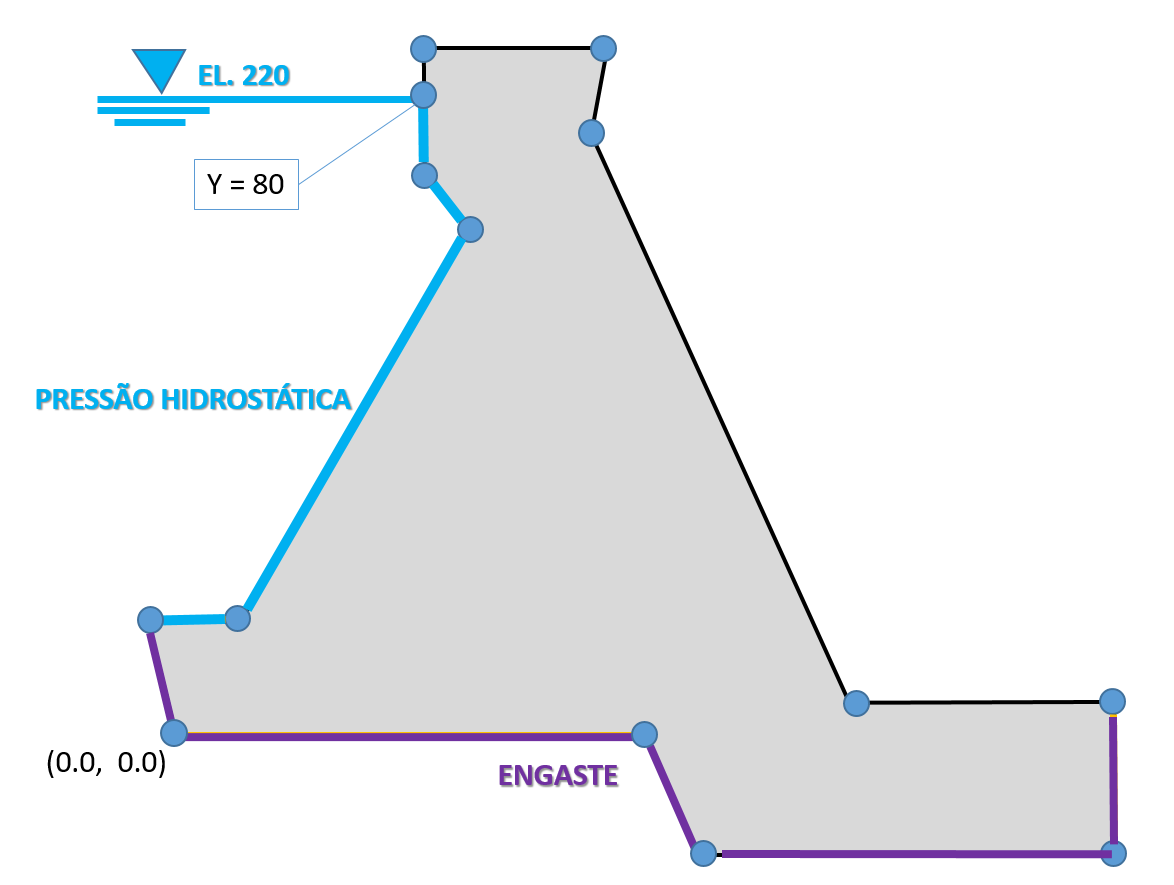 EL. 220
Y = 80
PRESSÃO HIDROSTÁTICA
(0.0, 0.0)
ENGASTE